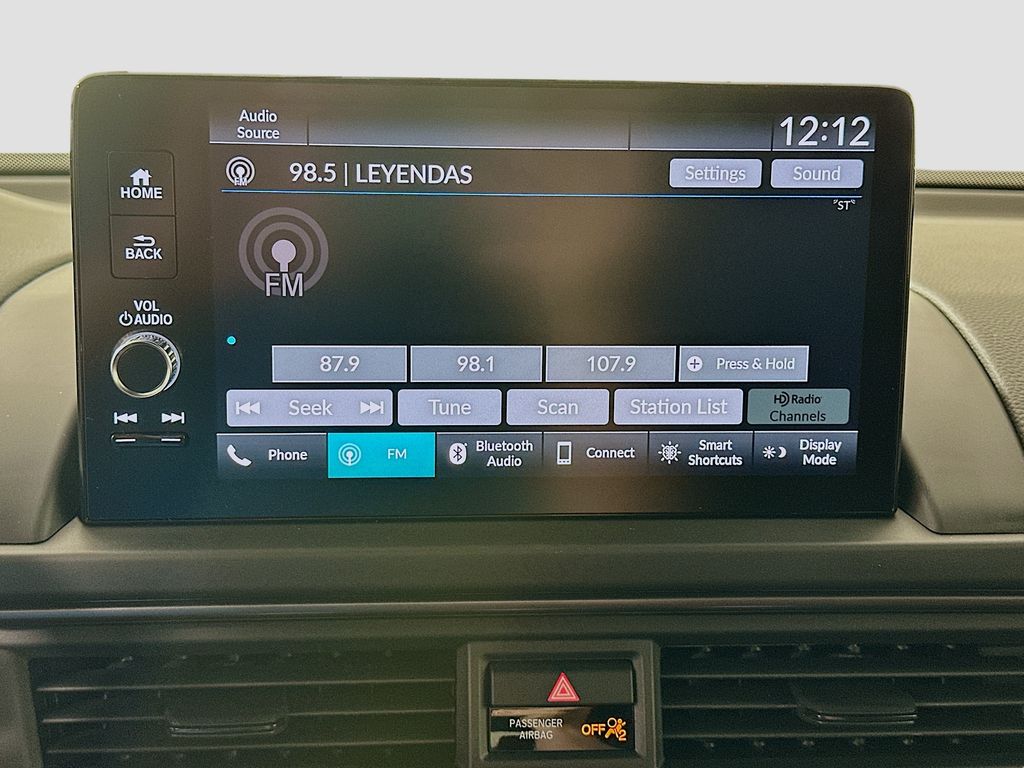 Audio
Source
12:12
HOME
FM
98.5 | LEYENDAS
Settings
Sound
ST
BACK
FM
VOL
AUDIO
87.9
98.1
107.9
Press & Hold
Seek
Tune
Scan
Station List
HD Radio
Channels
Phone
FM
Bluetooth
Audio
Connect
Smart
Shortcuts
Display
Mode
PASSENGER
AIRBAG
OFF
2